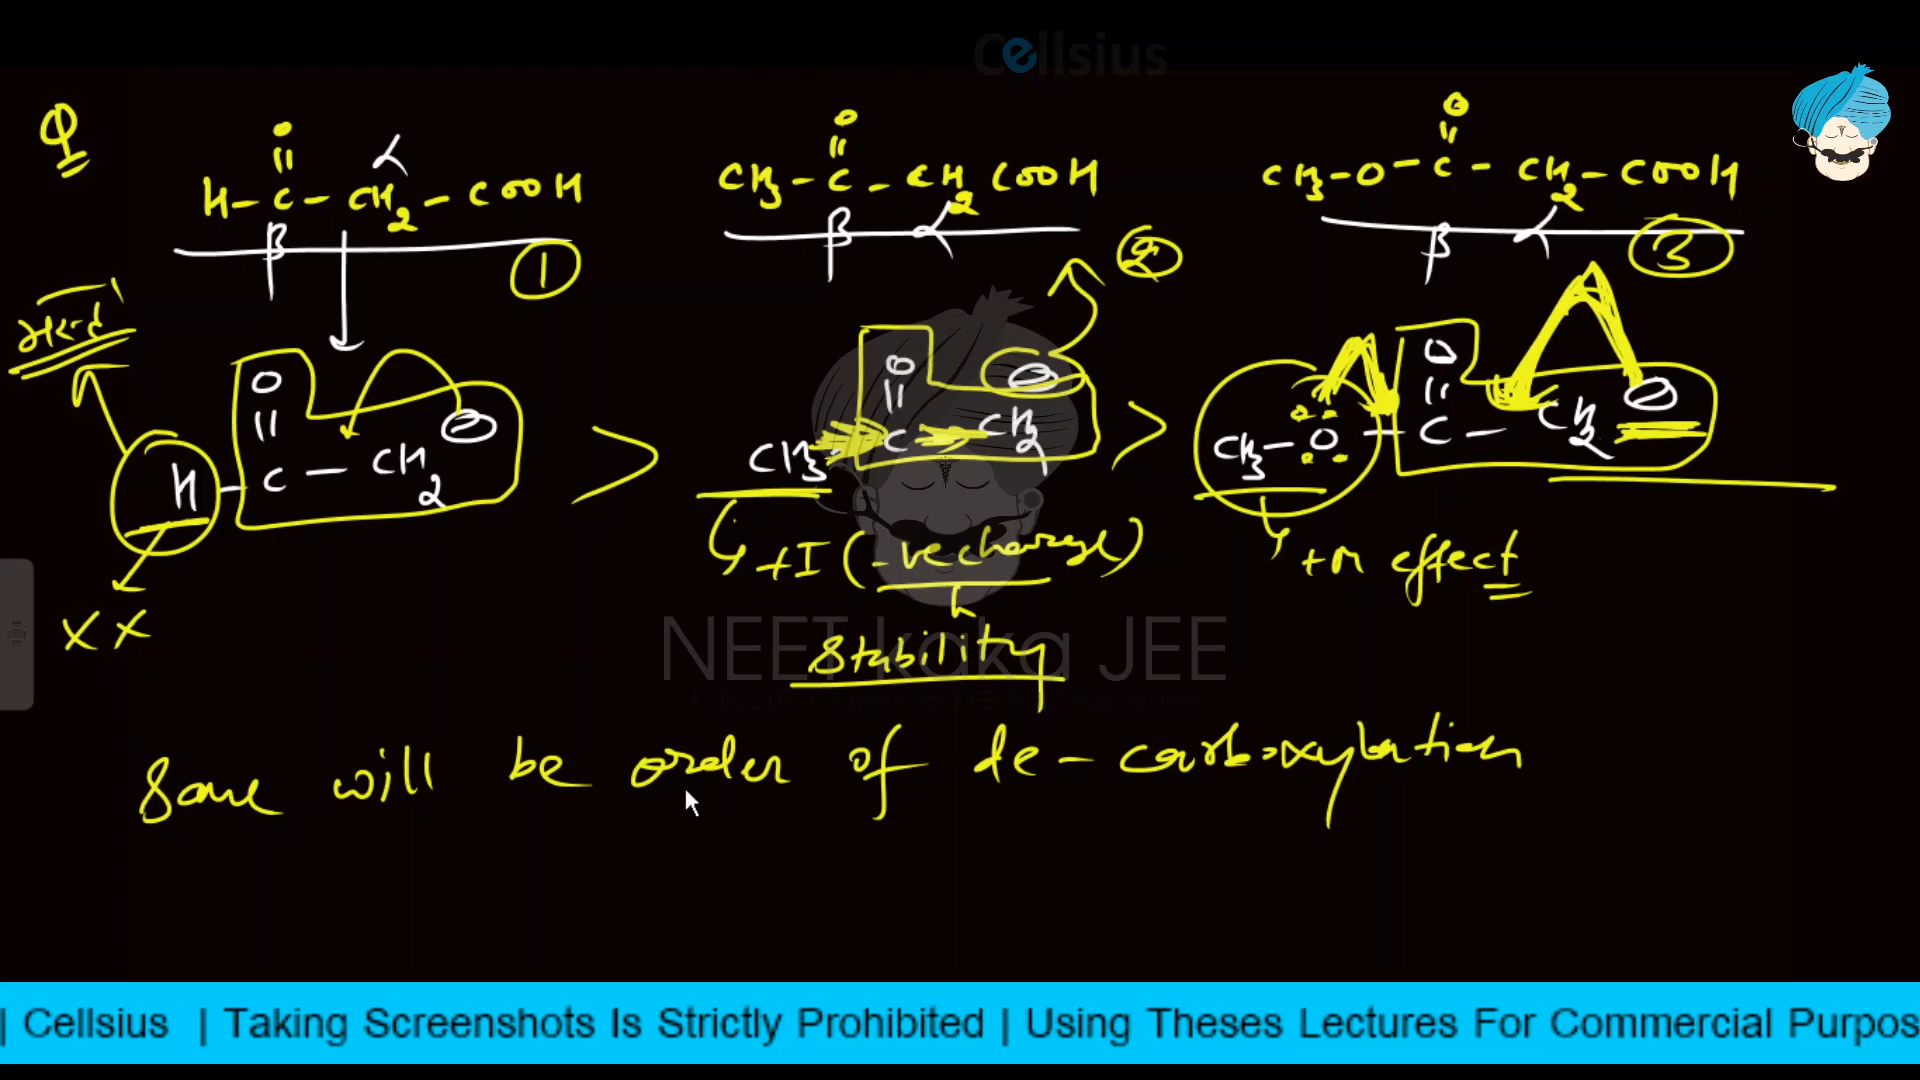 Cellsius
Q
O
||
H-C-CH2-COOH
α
β
1
O
||
CH3-C-CH2COOH
β α
2
O
||
CH3-O-C-CH2-COOH
β α
3
O
||
H-C-CH2 ⊖
>
O
||
CH3-C-CH2 ⊖
>
O
||
CH3-O-C-CH2 ⊖
XX
+I (-ve charge)
Stability
+M effect
NEET kaka JEE
Same will be order of de-carboxylation
| Cellsius | Taking Screenshots Is Strictly Prohibited | Using Theses Lectures For Commercial Purpos